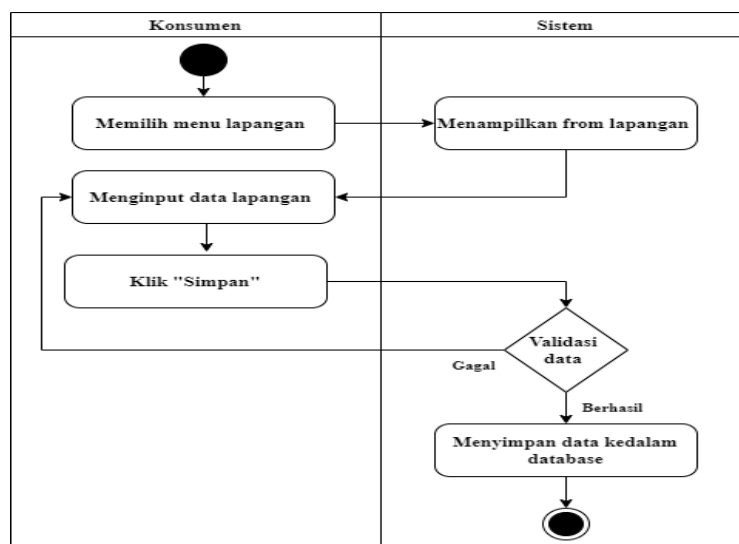 Konsumen
Sistem
Memilih menu lapangan
Menampilkan from lapangan
Menginput data lapangan
Klik "Simpan"
Validasi
data
Gagal
Berhasil
Menyimpan data kedalam
database